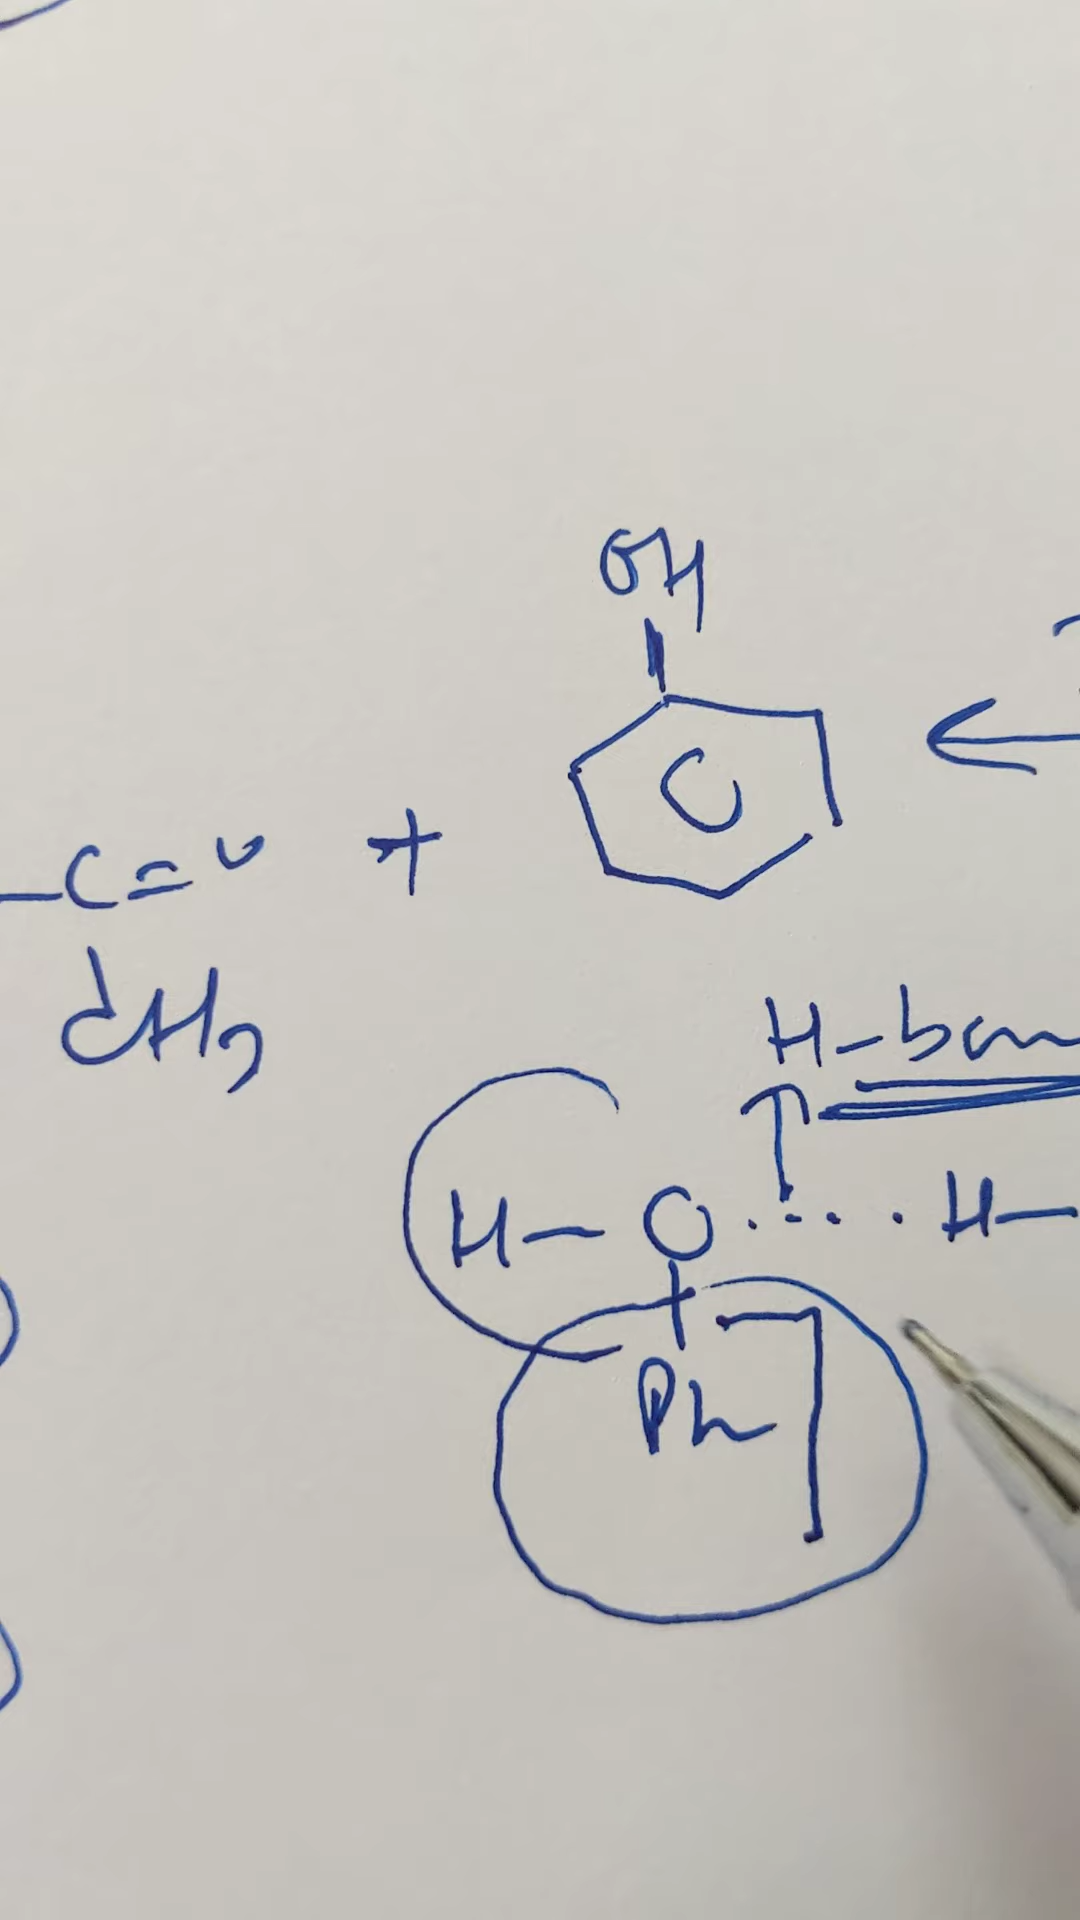 OH
-C=O +
CH3
H-bon
H-O....H-
Ph